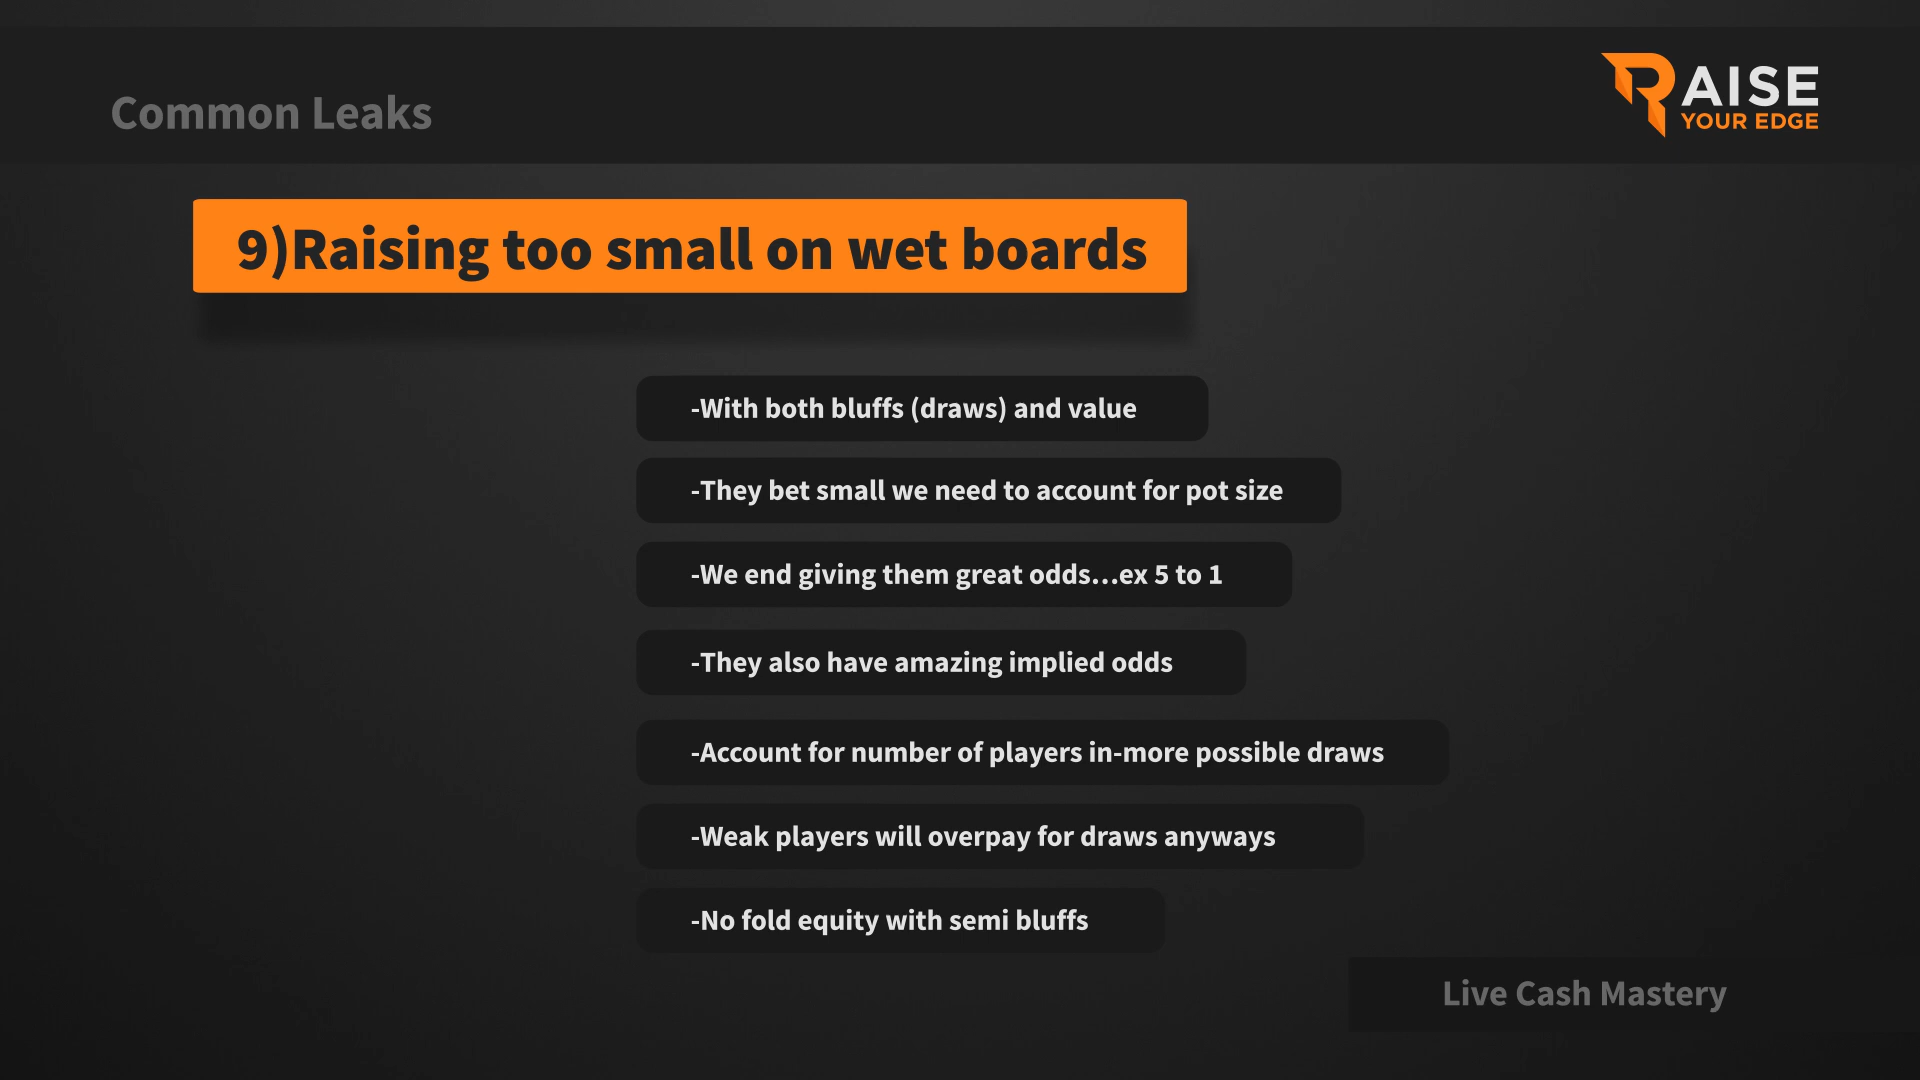 Common Leaks
RAISE
YOUR EDGE
9)Raising too small on wet boards
-With both bluffs (draws) and value
-They bet small we need to account for pot size
-We end giving them great odds...ex 5 to 1
-They also have amazing implied odds
-Account for number of players in-more possible draws
-Weak players will overpay for draws anyways
-No fold equity with semi bluffs
Live Cash Mastery